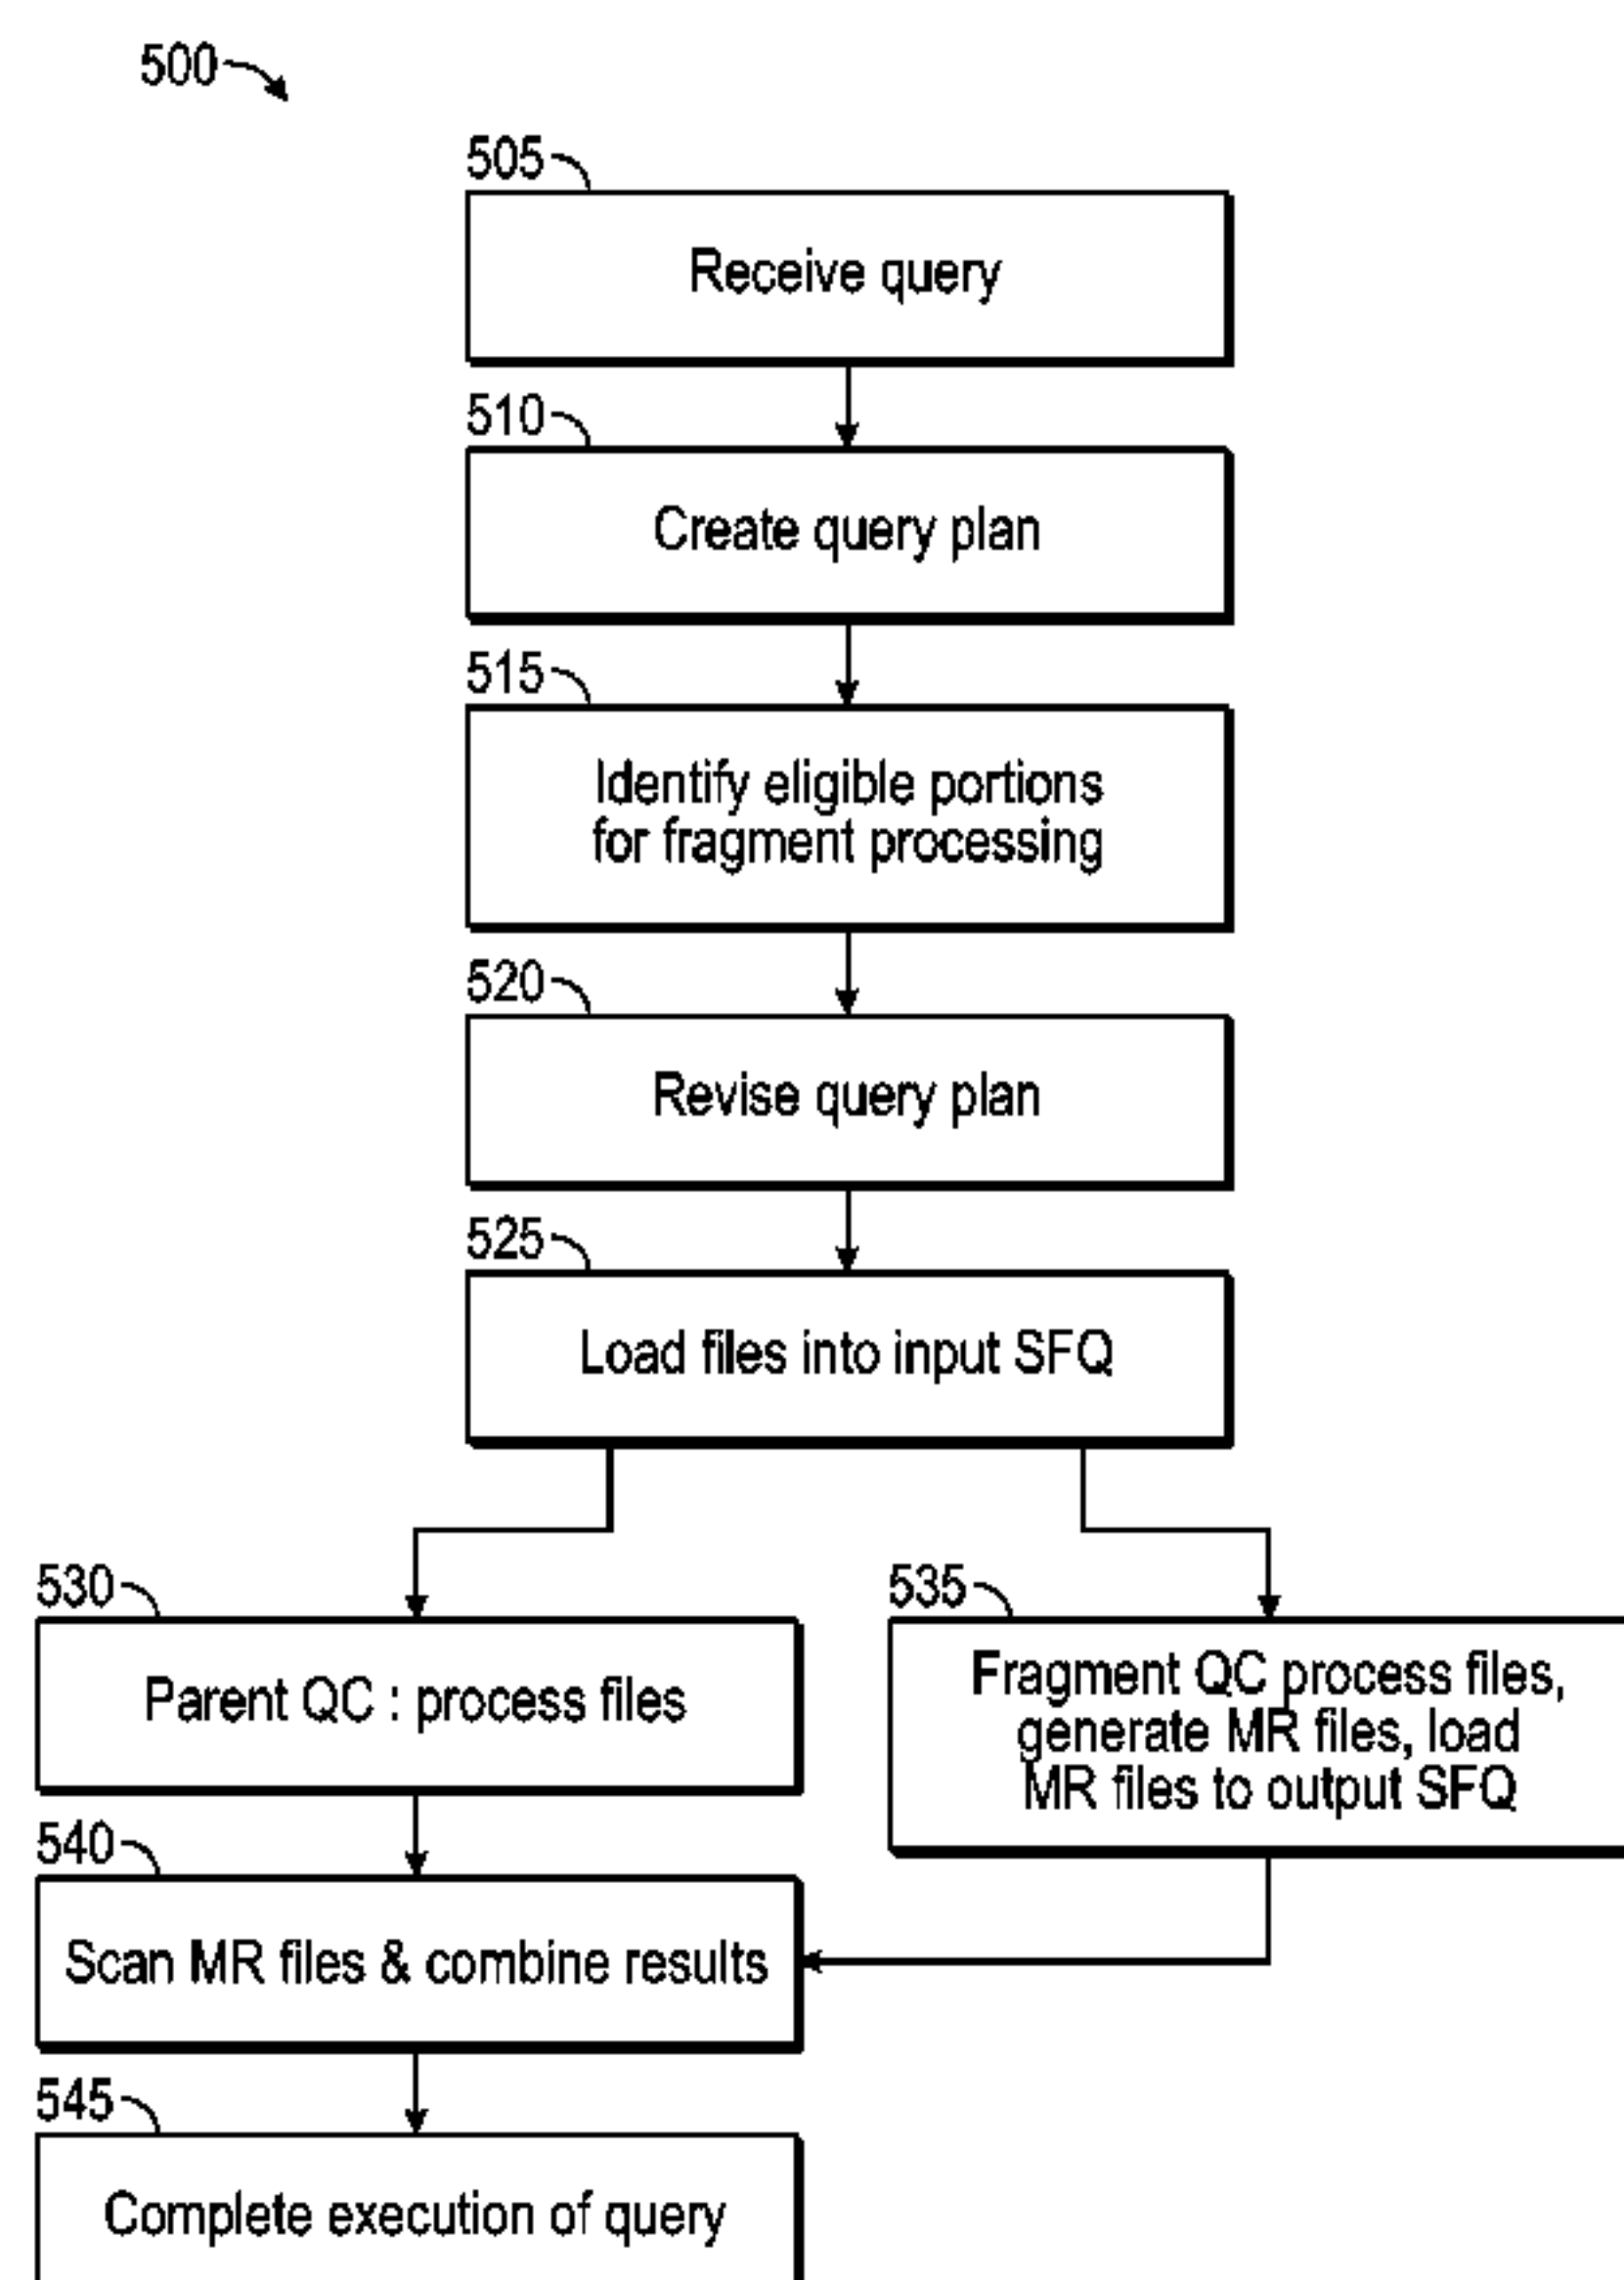 500
505
Receive query
510
Create query plan
515
Identify eligible portions
for fragment processing
520
Revise query plan
525
Load files into input SFQ
530
Parent QC : process files
535
Fragment QC process files,
generate MR files, load
MR files to output SFQ
540
Scan MR files & combine results
545
Complete execution of query